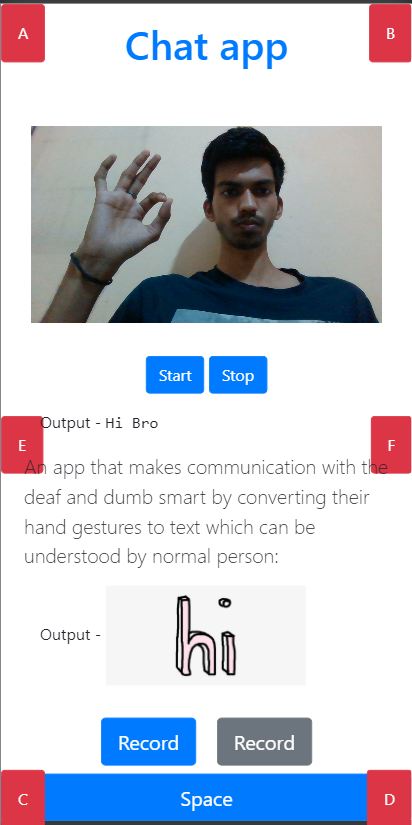 A
B
Chat app
Start Stop
Output - Hi Bro
E
F
An app that makes communication with the
deaf and dumb smart by converting their
hand gestures to text which can be
understood by normal person:
Output - hi
Record Record
C
Space
D